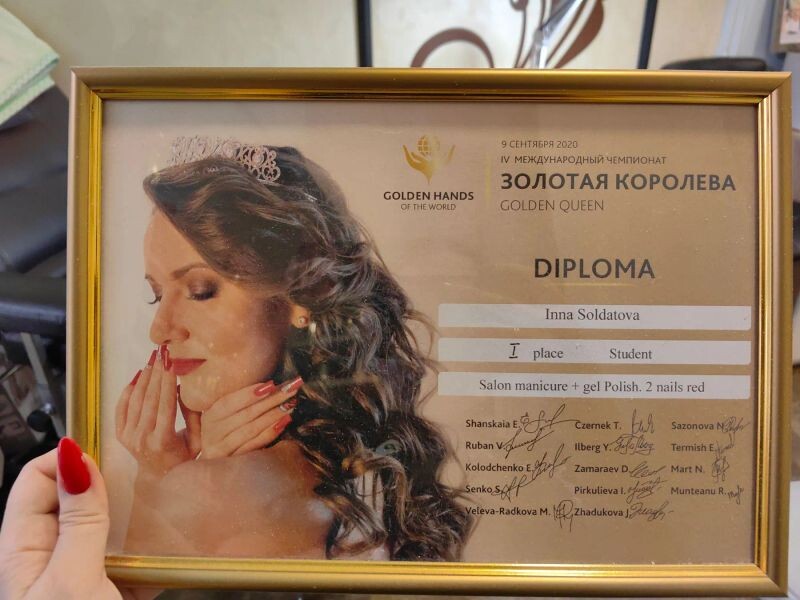 GOLDEN HANDS
OF THE WORLD
9 СЕНТЯБРЯ 2020
IV МЕЖДУНАРОДНЫЙ ЧЕМПИОНАТ
ЗОЛОТАЯ КОРОЛЕВА
GOLDEN QUEEN
DIPLOMA
Inna Soldatova
I place Student
Salon manicure + gel Polish. 2 nails red
Shanskaia E. Czernek T. Sazonova N.
Ruban V. Ilberg Y. Termish E.
Kolodchenko E. Zamaraev D. Mart N.
Senko S. Pirkulieva I. Munteanu R.
Veleva-Radkova M. Zhadukova J.